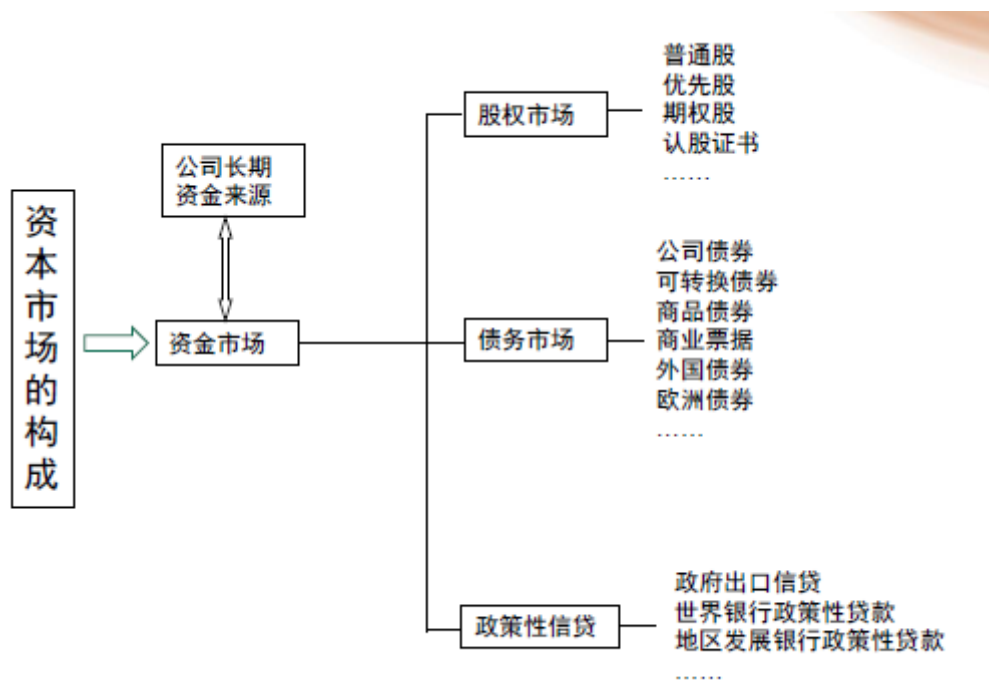 资本市场的构成
公司长期
资金来源
资金市场
股权市场
普通股
优先股
期权股
认股证书
……
债务市场
公司债券
可转换债券
商品债券
商业票据
外国债券
欧洲债券
……
政策性信贷
政府出口信贷
世界银行政策性贷款
地区发展银行政策性贷款
……